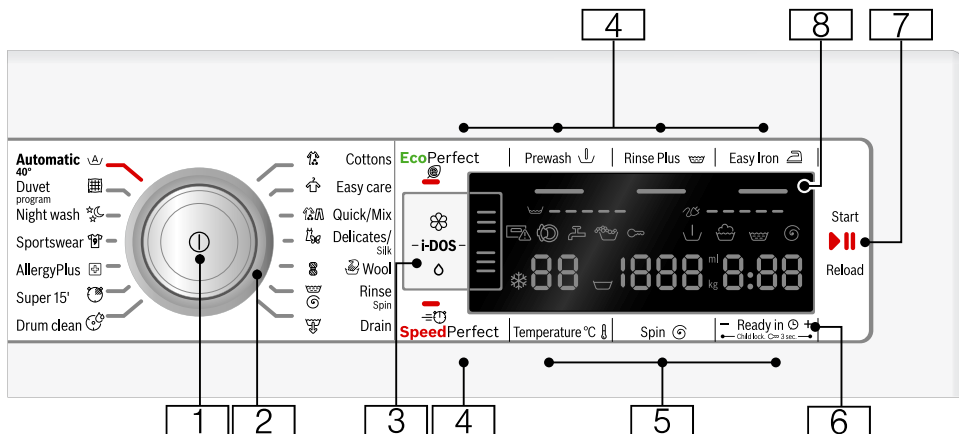 4
8
7
Automatic
40°
Duvet
program
Night wash
Sportswear
AllergyPlus
Super 15'
Drum clean
Cottons
Easy care
Quick/Mix
Delicates/
Silk
Wool
Rinse
Spin
Drain
EcoPerfect
- i-DOS -
SpeedPerfect
Prewash
Rinse Plus
Easy Iron
88
1888
ml
kg
8:88
Temperature °C
Spin
− Ready in +
Child lock. 3 sec.
Start
Reload
1
2
3
4
5
6